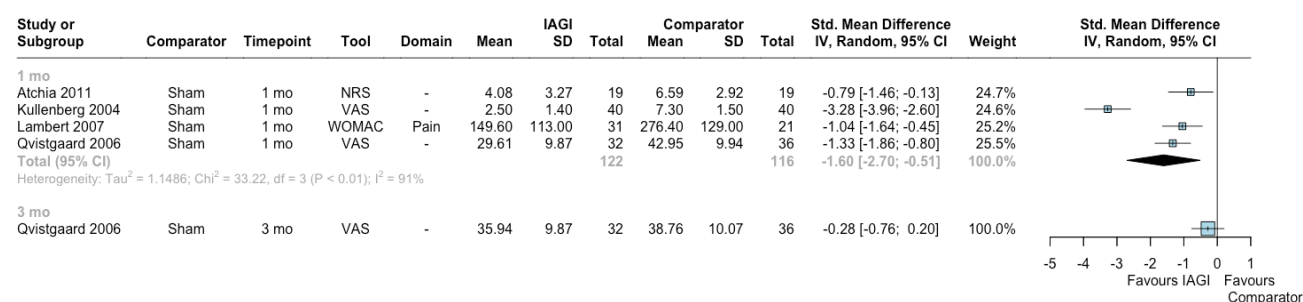 Study or IAGI Comparator Std. Mean Difference Std. Mean Difference
Subgroup Comparator Timepoint Tool Domain Mean SD Total Mean SD Total IV, Random, 95% CI Weight IV, Random, 95% CI
1 mo
Atchia 2011 Sham 1 mo NRS - 4.08 3.27 19 6.59 2.92 19 -0.79 [-1.46; -0.13] 24.7%
Kullenberg 2004 Sham 1 mo VAS - 2.50 1.40 40 7.30 1.50 40 -3.28 [-3.96; -2.60] 24.6%
Lambert 2007 Sham 1 mo WOMAC Pain 149.60 113.00 31 276.40 129.00 21 -1.04 [-1.64; -0.45] 25.2%
Qvistgaard 2006 Sham 1 mo VAS - 29.61 9.87 32 42.95 9.94 36 -1.33 [-1.86; -0.80] 25.5%
Total (95% CI) 122 116 -1.60 [-2.70; -0.51] 100.0%
Heterogeneity: Tau² = 1.1486; Chi² = 33.22, df = 3 (P < 0.01); I² = 91%
3 mo
Qvistgaard 2006 Sham 3 mo VAS - 35.94 9.87 32 38.76 10.07 36 -0.28 [-0.76; 0.20] 100.0%
-5 -4 -3 -2 -1 0 1
Favours IAGI Favours
Comparator